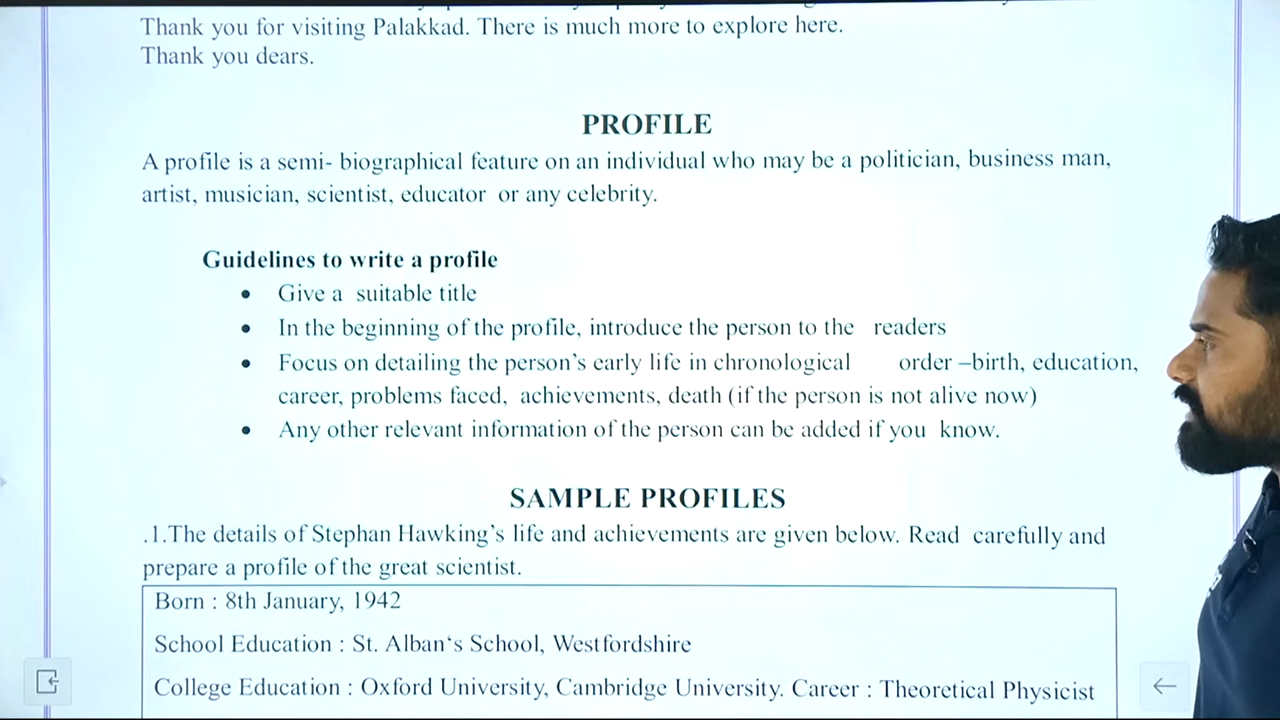 Thank you for visiting Palakkad. There is much more to explore here.
Thank you dears.
PROFILE
A profile is a semi- biographical feature on an individual who may be a politician, business man,
artist, musician, scientist, educator or any celebrity.
Guidelines to write a profile
• Give a suitable title
• In the beginning of the profile, introduce the person to the readers
• Focus on detailing the person's early life in chronological order –birth, education,
career, problems faced, achievements, death (if the person is not alive now)
• Any other relevant information of the person can be added if you know.
SAMPLE PROFILES
.1.The details of Stephan Hawking's life and achievements are given below. Read carefully and
prepare a profile of the great scientist.
Born : 8th January, 1942
School Education : St. Alban‘s School, Westfordshire
College Education : Oxford University, Cambridge University. Career : Theoretical Physicist